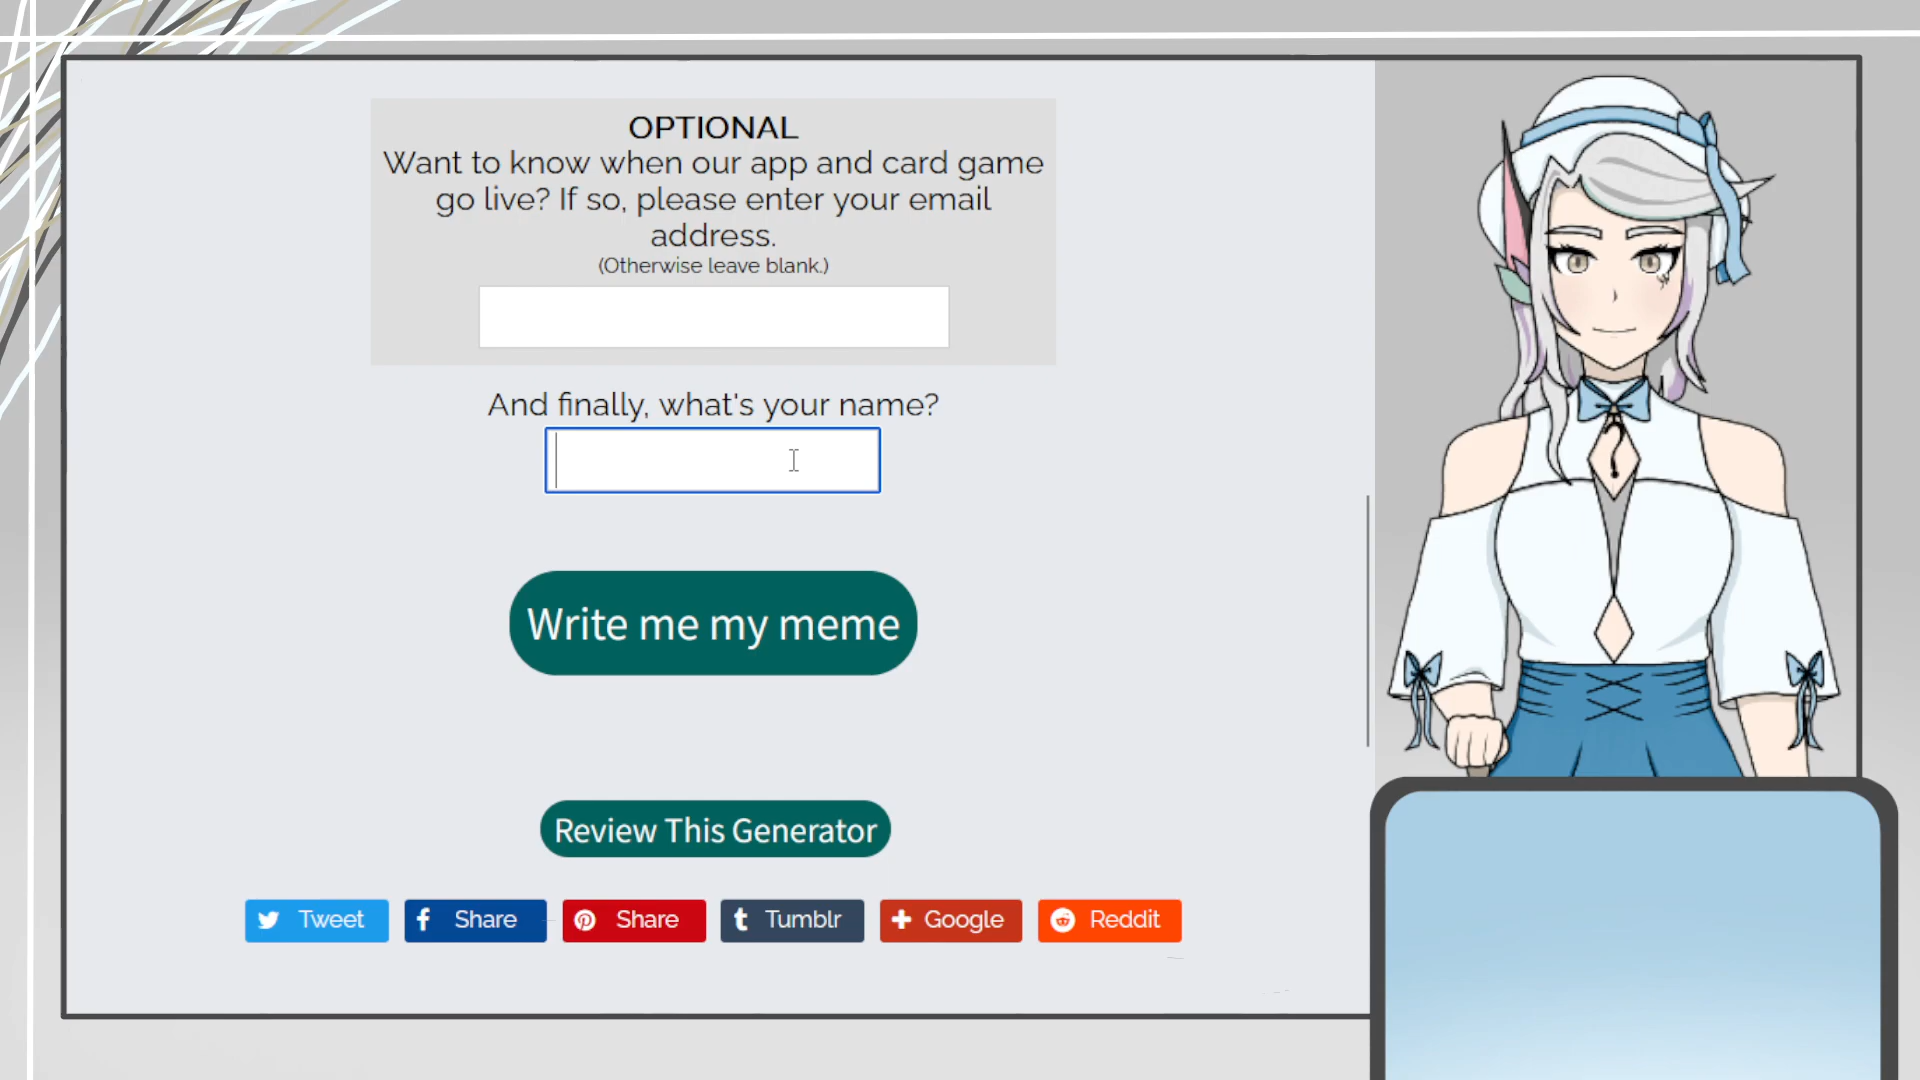 OPTIONAL
Want to know when our app and card game
go live? If so, please enter your email
address.
(Otherwise leave blank.)
And finally, what's your name?
Write me my meme
Review This Generator
Tweet
Share
Share
Tumblr
Google
Reddit
?